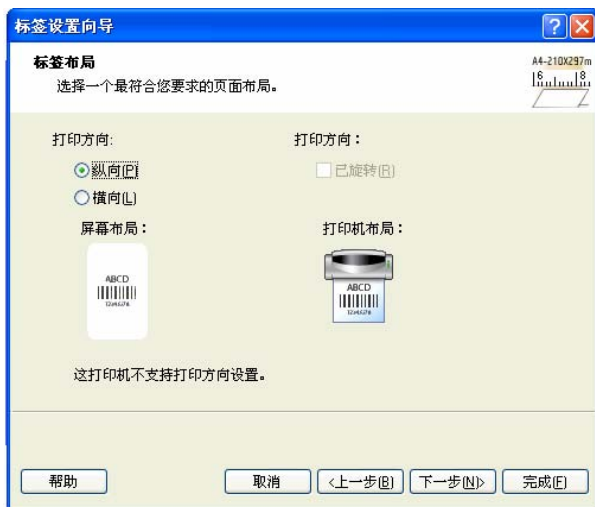 标签设置向导
标签布局
选择一个最符合您要求的页面布局。
A4-210X297m
6 8
打印方向:
纵向(P)
横向(L)
打印方向：
已旋转(R)
屏幕布局：
ABCD
打印机布局：
ABCD
这打印机不支持打印方向设置。
帮助
取消
<上一步(B)
下一步(N)>
完成(F)